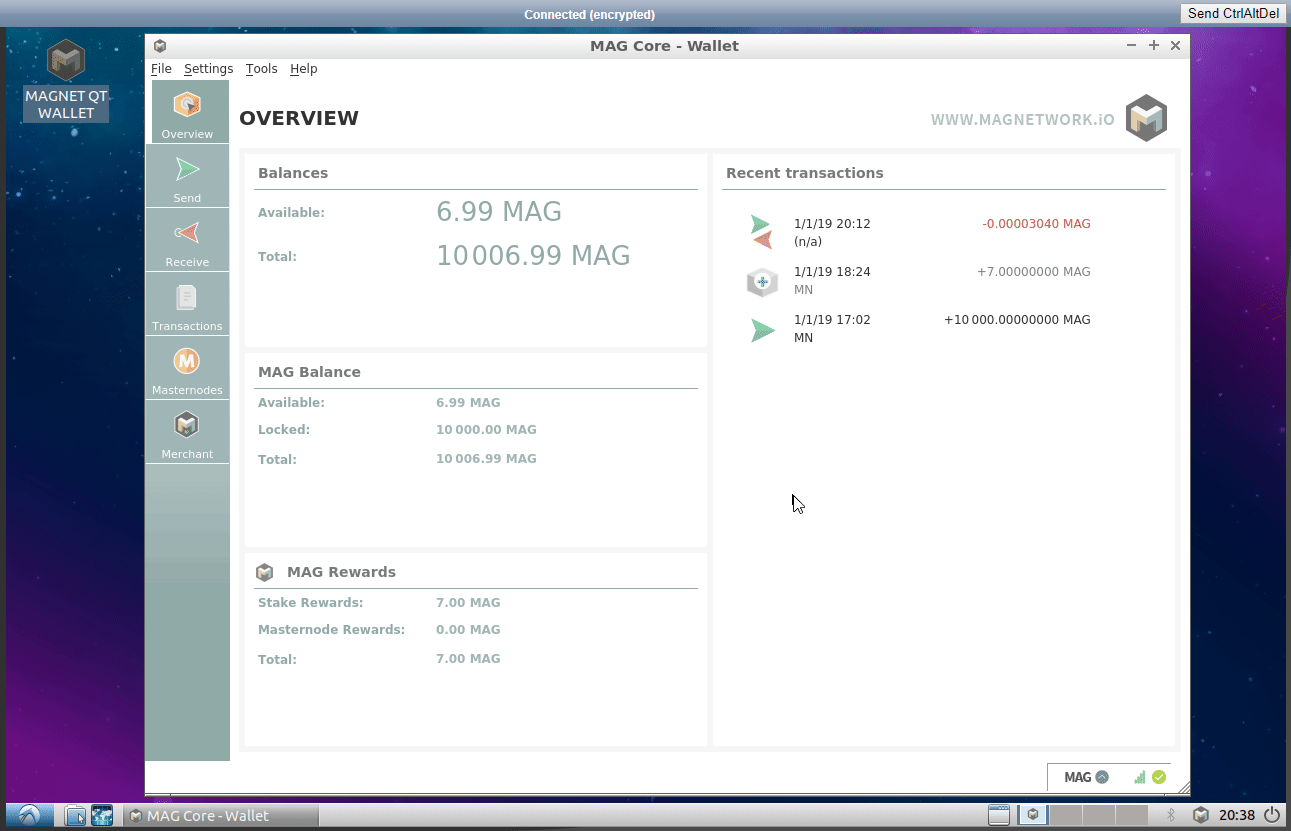 Connected (encrypted)
Send CtrlAltDel
MAGNET QT
WALLET
MAG Core - Wallet
File Settings Tools Help
Overview
Send
Receive
Transactions
Masternodes
Merchant
OVERVIEW
WWW.MAGNETWORK.iO
Balances
Available: 6.99 MAG
Total: 10 006.99 MAG
MAG Balance
Available: 6.99 MAG
Locked: 10 000.00 MAG
Total: 10 006.99 MAG
MAG Rewards
Stake Rewards: 7.00 MAG
Masternode Rewards: 0.00 MAG
Total: 7.00 MAG
Recent transactions
1/1/19 20:12 -0.00003040 MAG
(n/a)
1/1/19 18:24 +7.00000000 MAG
MN
1/1/19 17:02 +10 000.00000000 MAG
MN
MAG
MAG Core - Wallet
20:38